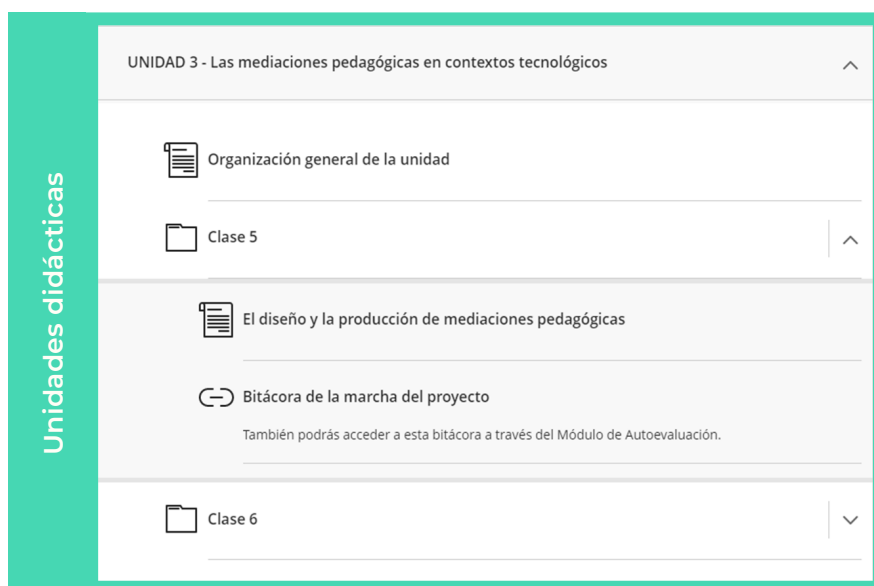 Unidades didácticas
UNIDAD 3 - Las mediaciones pedagógicas en contextos tecnológicos
Organización general de la unidad
Clase 5
El diseño y la producción de mediaciones pedagógicas
Bitácora de la marcha del proyecto
También podrás acceder a esta bitácora a través del Módulo de Autoevaluación.
Clase 6